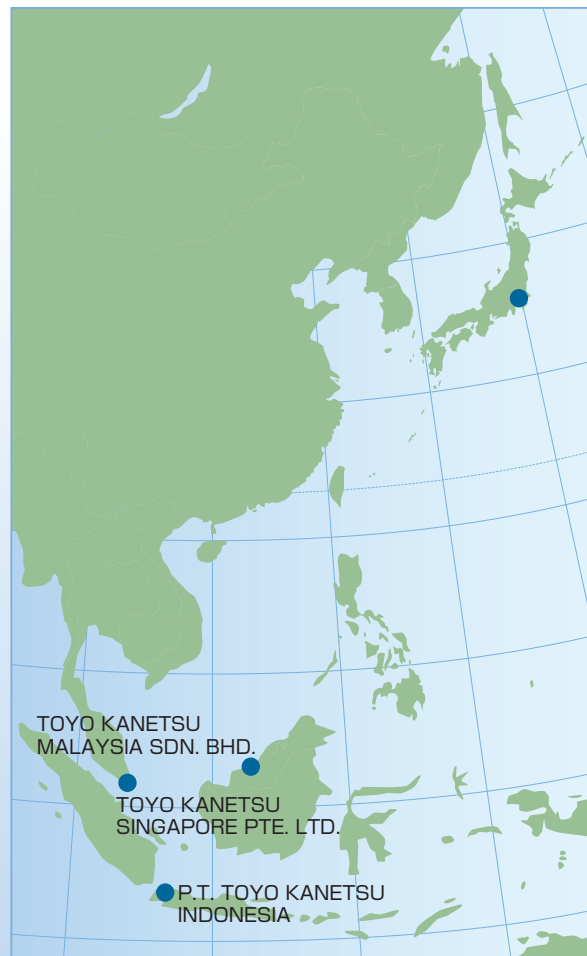 TOYO KANETSU
MALAYSIA SDN. BHD.
TOYO KANETSU
SINGAPORE PTE. LTD.
P.T. TOYO KANETSU
INDONESIA